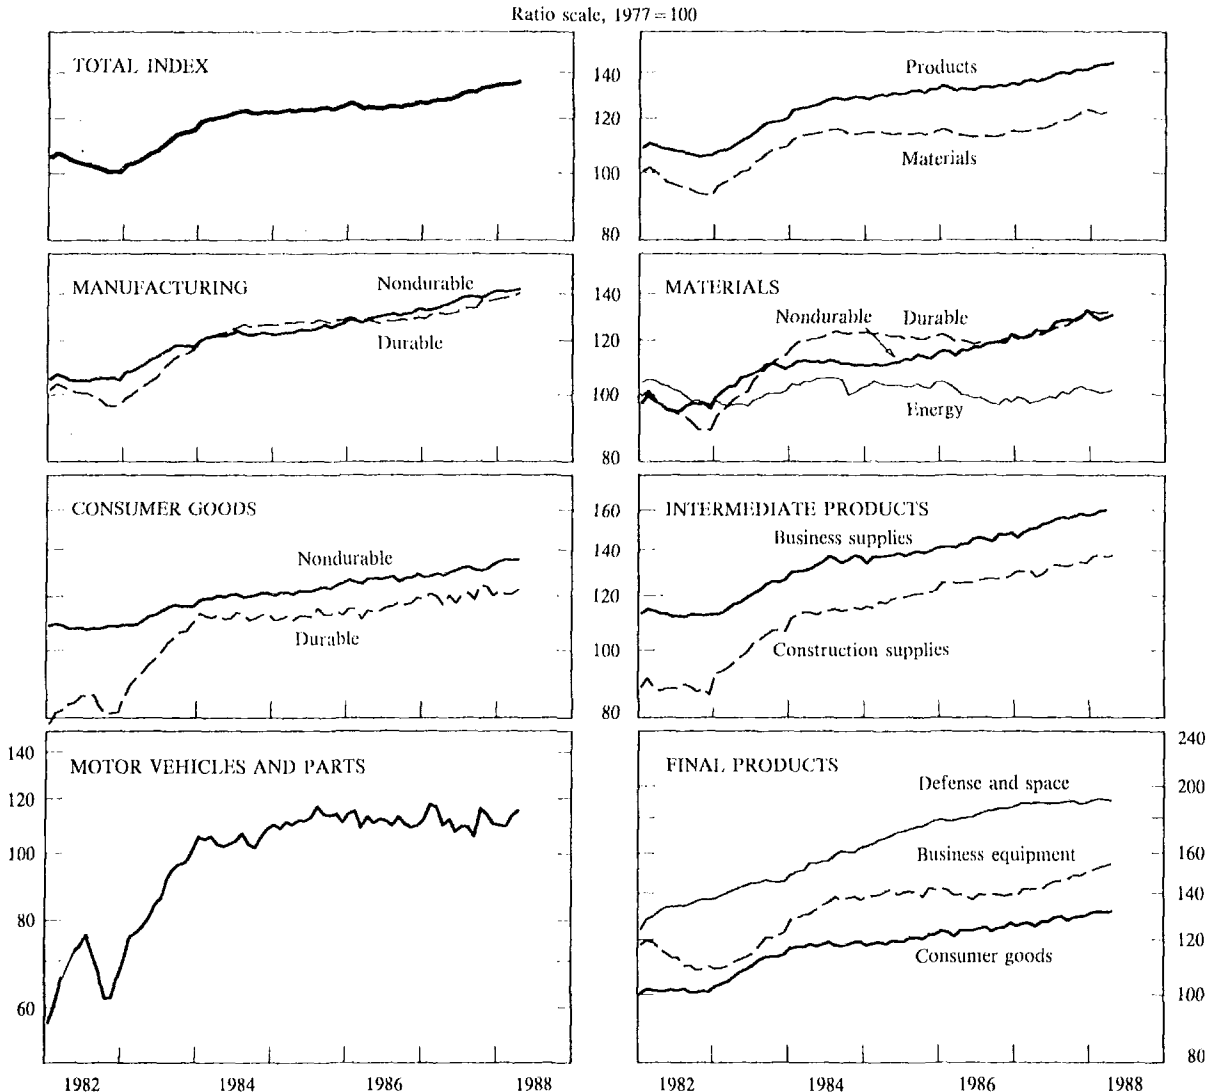 Ratio scale, 1977 = 100
TOTAL INDEX
Products
Materials
140
120
100
80
MANUFACTURING
Nondurable
Durable
MATERIALS
Nondurable
Durable
Energy
140
120
100
80
CONSUMER GOODS
Nondurable
Durable
INTERMEDIATE PRODUCTS
Business supplies
Construction supplies
160
140
120
100
80
MOTOR VEHICLES AND PARTS
140
120
100
80
60
FINAL PRODUCTS
Defense and space
Business equipment
Consumer goods
240
200
160
140
120
100
80
1982 1984 1986 1988
1982 1984 1986 1988